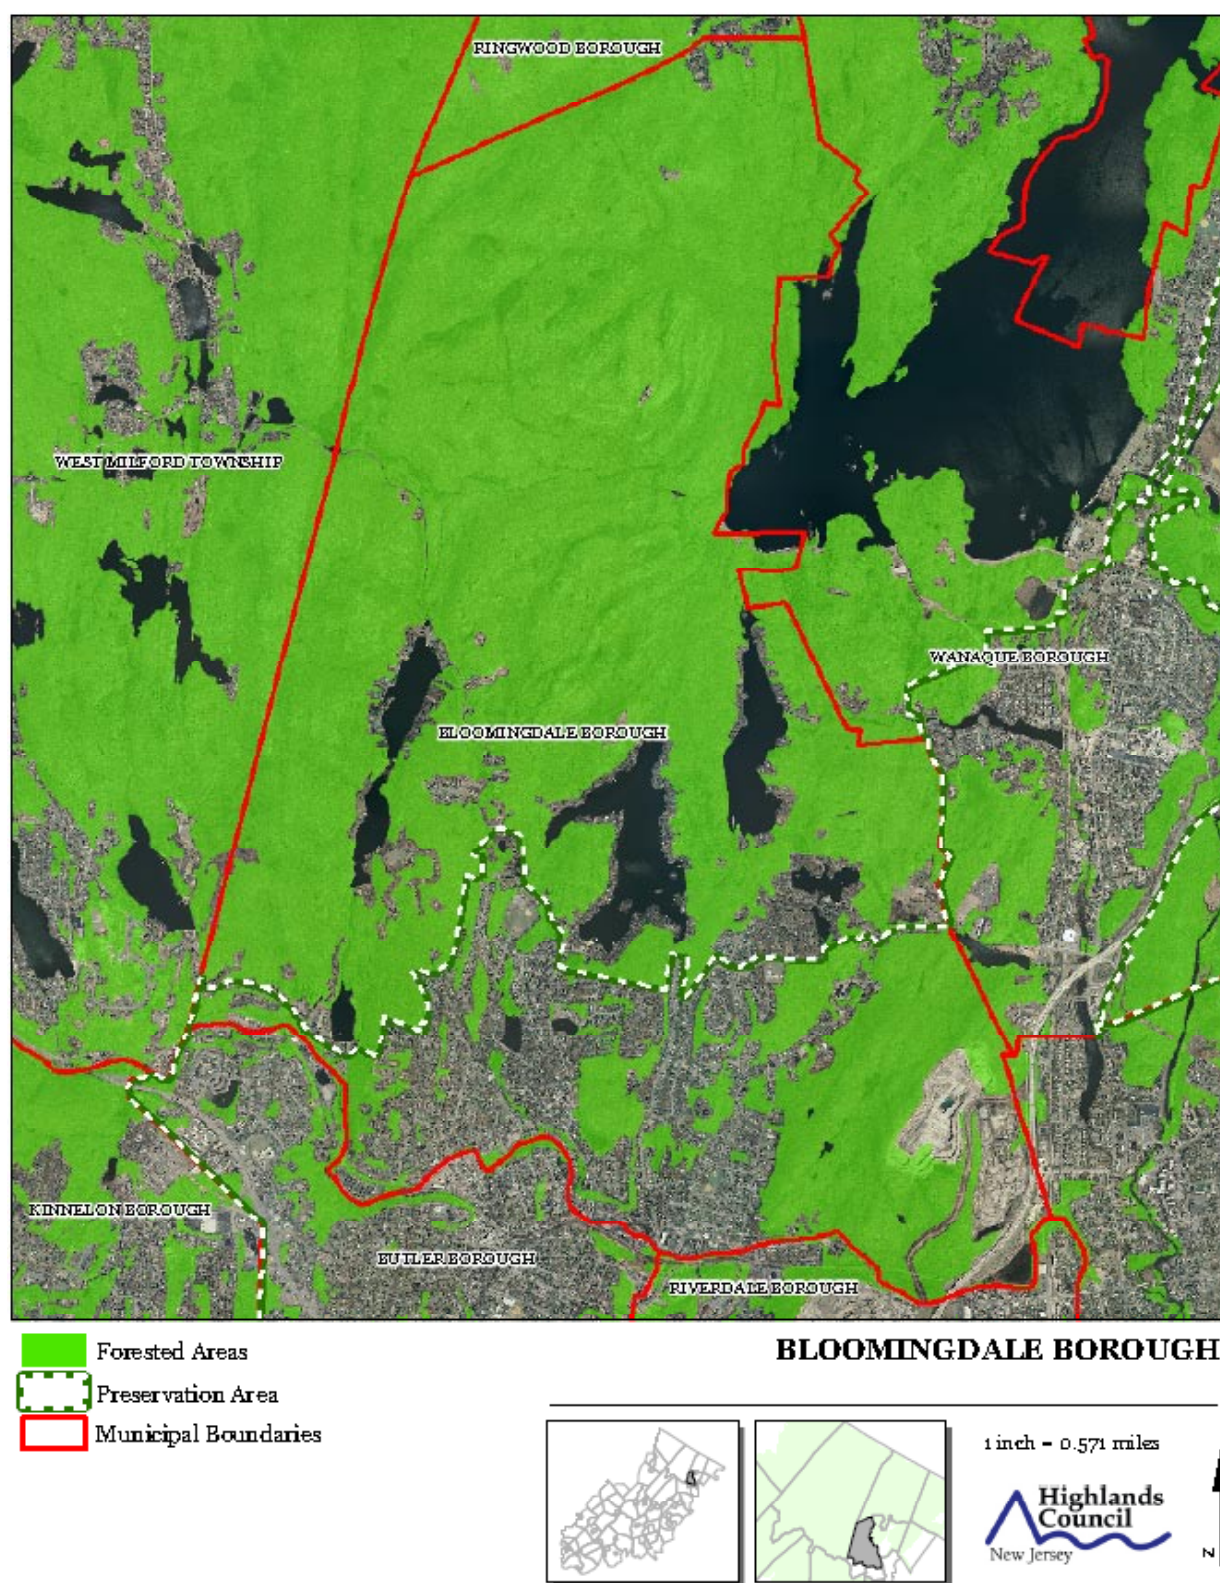 RINGWOOD BOROUGH
WEST MILFORD TOWNSHIP
WANAQUE BOROUGH
BLOOMINGDALE BOROUGH
KINNELON BOROUGH
BUTLER BOROUGH
RIVERDALE BOROUGH
Forested Areas
Preservation Area
Municipal Boundaries
BLOOMINGDALE BOROUGH
1 inch = 0.571 miles
Highlands
Council
New Jersey
N